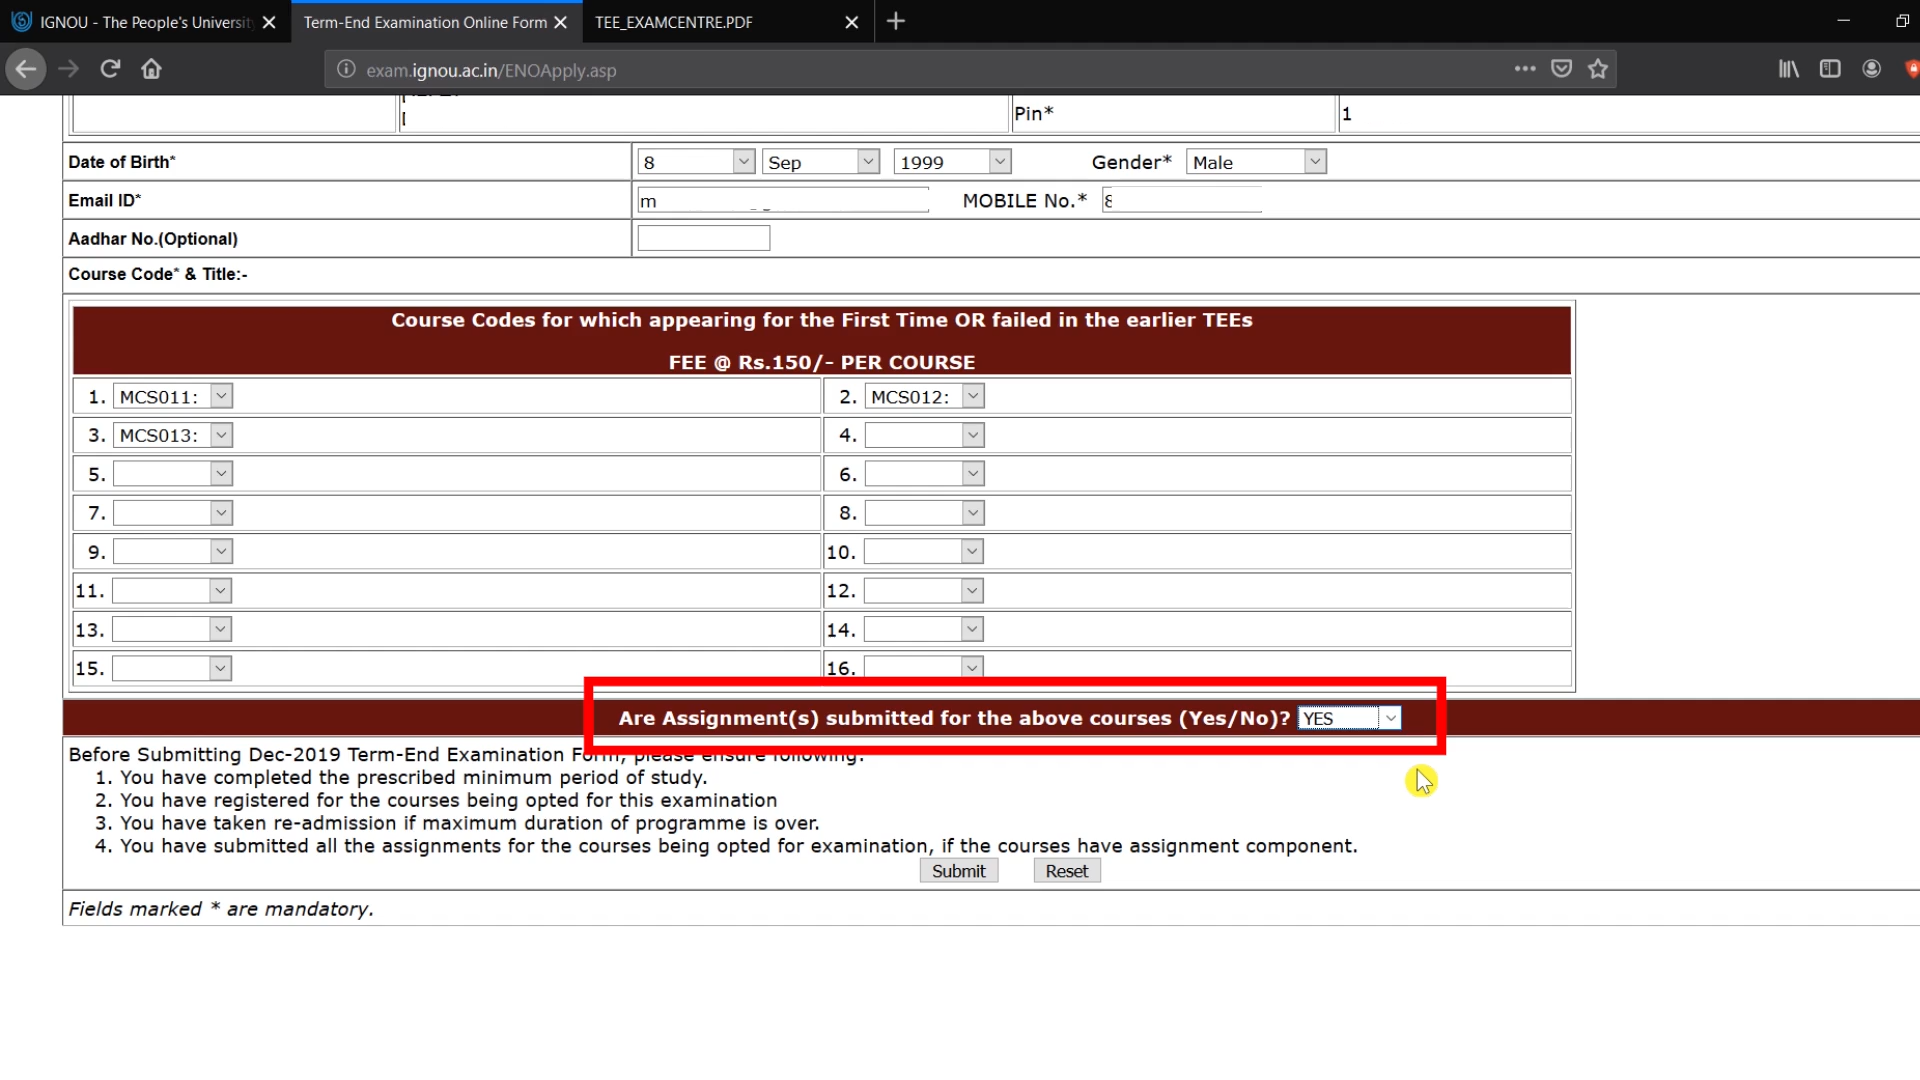 IGNOU - The People's Universit
Term-End Examination Online Form
TEE_EXAMCENTRE.PDF
exam.ignou.ac.in/ENOApply.asp
Pin* 1
Date of Birth* 8 Sep 1999 Gender* Male
Email ID* m MOBILE No.* 8
Aadhar No.(Optional)
Course Code* & Title:-
Course Codes for which appearing for the First Time OR failed in the earlier TEEs
FEE @ Rs.150/- PER COURSE
1. MCS011: 2. MCS012:
3. MCS013: 4.
5. 6.
7. 8.
9. 10.
11. 12.
13. 14.
15. 16.
Are Assignment(s) submitted for the above courses (Yes/No)? YES
Before Submitting Dec-2019 Term-End Examination Form, please ensure following:
1. You have completed the prescribed minimum period of study.
2. You have registered for the courses being opted for this examination
3. You have taken re-admission if maximum duration of programme is over.
4. You have submitted all the assignments for the courses being opted for examination, if the courses have assignment component.
Submit Reset
Fields marked * are mandatory.